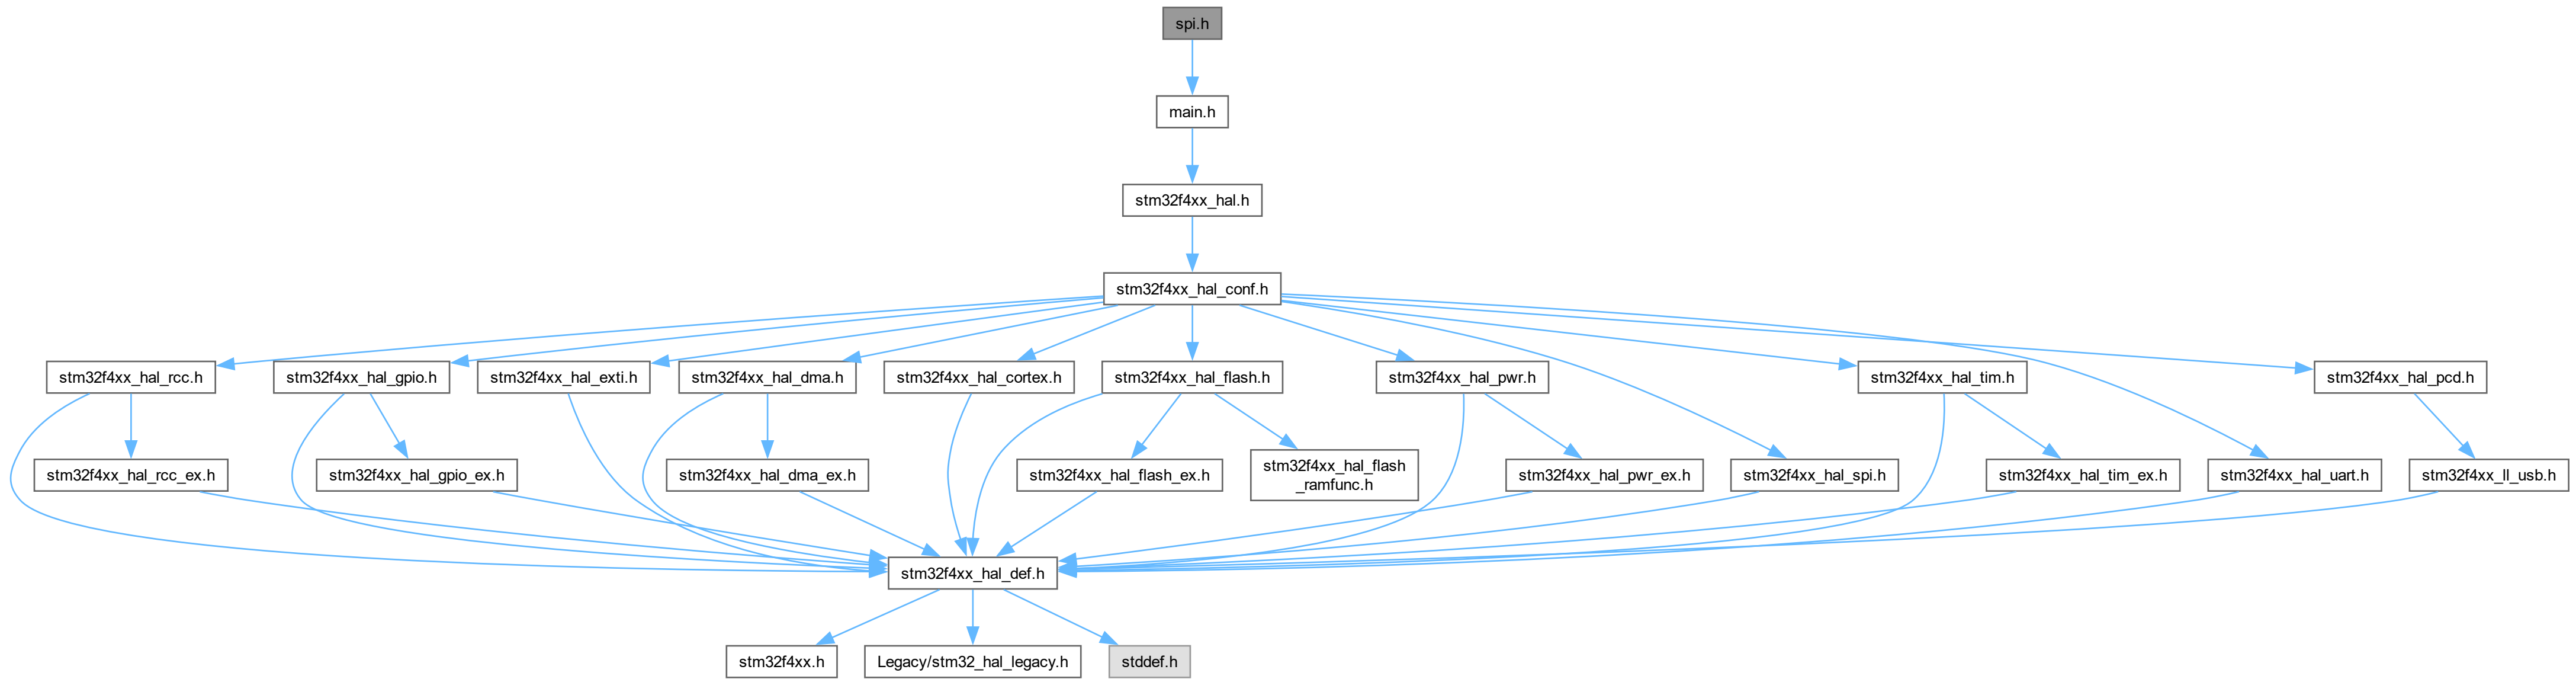 spi.h
main.h
stm32f4xx_hal.h
stm32f4xx_hal_conf.h
stm32f4xx_hal_rcc.h
stm32f4xx_hal_gpio.h
stm32f4xx_hal_exti.h
stm32f4xx_hal_dma.h
stm32f4xx_hal_cortex.h
stm32f4xx_hal_flash.h
stm32f4xx_hal_pwr.h
stm32f4xx_hal_tim.h
stm32f4xx_hal_pcd.h
stm32f4xx_hal_rcc_ex.h
stm32f4xx_hal_gpio_ex.h
stm32f4xx_hal_dma_ex.h
stm32f4xx_hal_flash_ex.h
stm32f4xx_hal_flash
_ramfunc.h
stm32f4xx_hal_pwr_ex.h
stm32f4xx_hal_spi.h
stm32f4xx_hal_tim_ex.h
stm32f4xx_hal_uart.h
stm32f4xx_ll_usb.h
stm32f4xx_hal_def.h
stm32f4xx.h
Legacy/stm32_hal_legacy.h
stddef.h